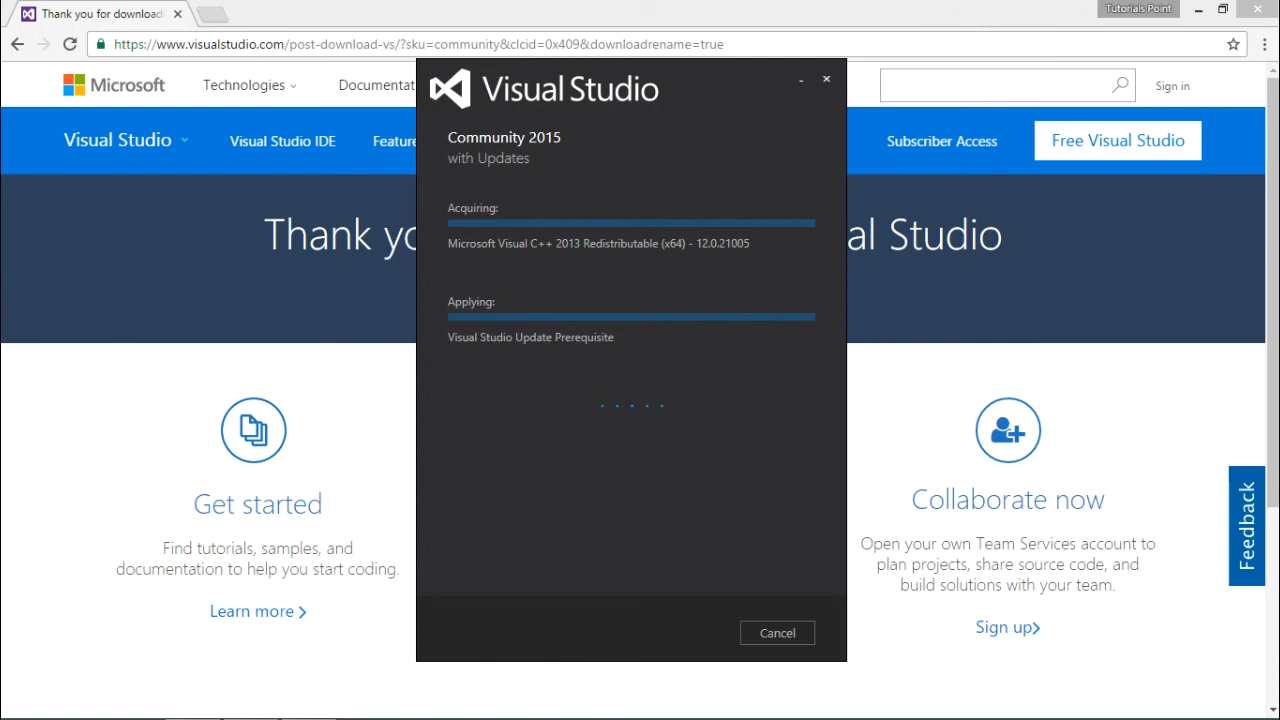 Thank you for downloadi
Tutorials Point
https://www.visualstudio.com/post-download-vs/?sku=community&clcid=0x409&downloadrename=true
Microsoft
Technologies
Documentat
Sign in
Visual Studio
Visual Studio IDE
Feature
Subscriber Access
Free Visual Studio
Thank yo
al Studio
Visual Studio
Community 2015
with Updates
Acquiring:
Microsoft Visual C++ 2013 Redistributable (x64) - 12.0.21005
Applying:
Visual Studio Update Prerequisite
Cancel
Get started
Find tutorials, samples, and
documentation to help you start coding.
Learn more
Collaborate now
Open your own Team Services account to
plan projects, share source code, and
build solutions with your team.
Sign up
Feedback